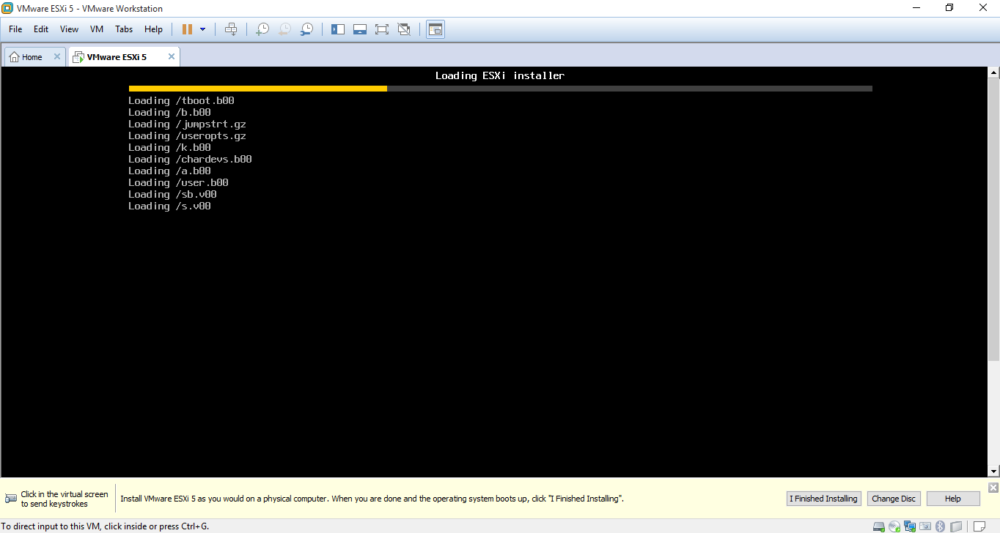 VMware ESXi 5 - VMware Workstation
File Edit View VM Tabs Help
Home VMware ESXi 5
Loading ESXi installer
Loading /tboot.b00
Loading /b.b00
Loading /jumpstrt.gz
Loading /useropts.gz
Loading /k.b00
Loading /chardevs.b00
Loading /a.b00
Loading /user.b00
Loading /sb.v00
Loading /s.v00
Click in the virtual screen
to send keystrokes
Install VMware ESXi 5 as you would on a physical computer. When you are done and the operating system boots up, click "I Finished Installing".
I Finished Installing Change Disc Help
To direct input to this VM, click inside or press Ctrl+G.